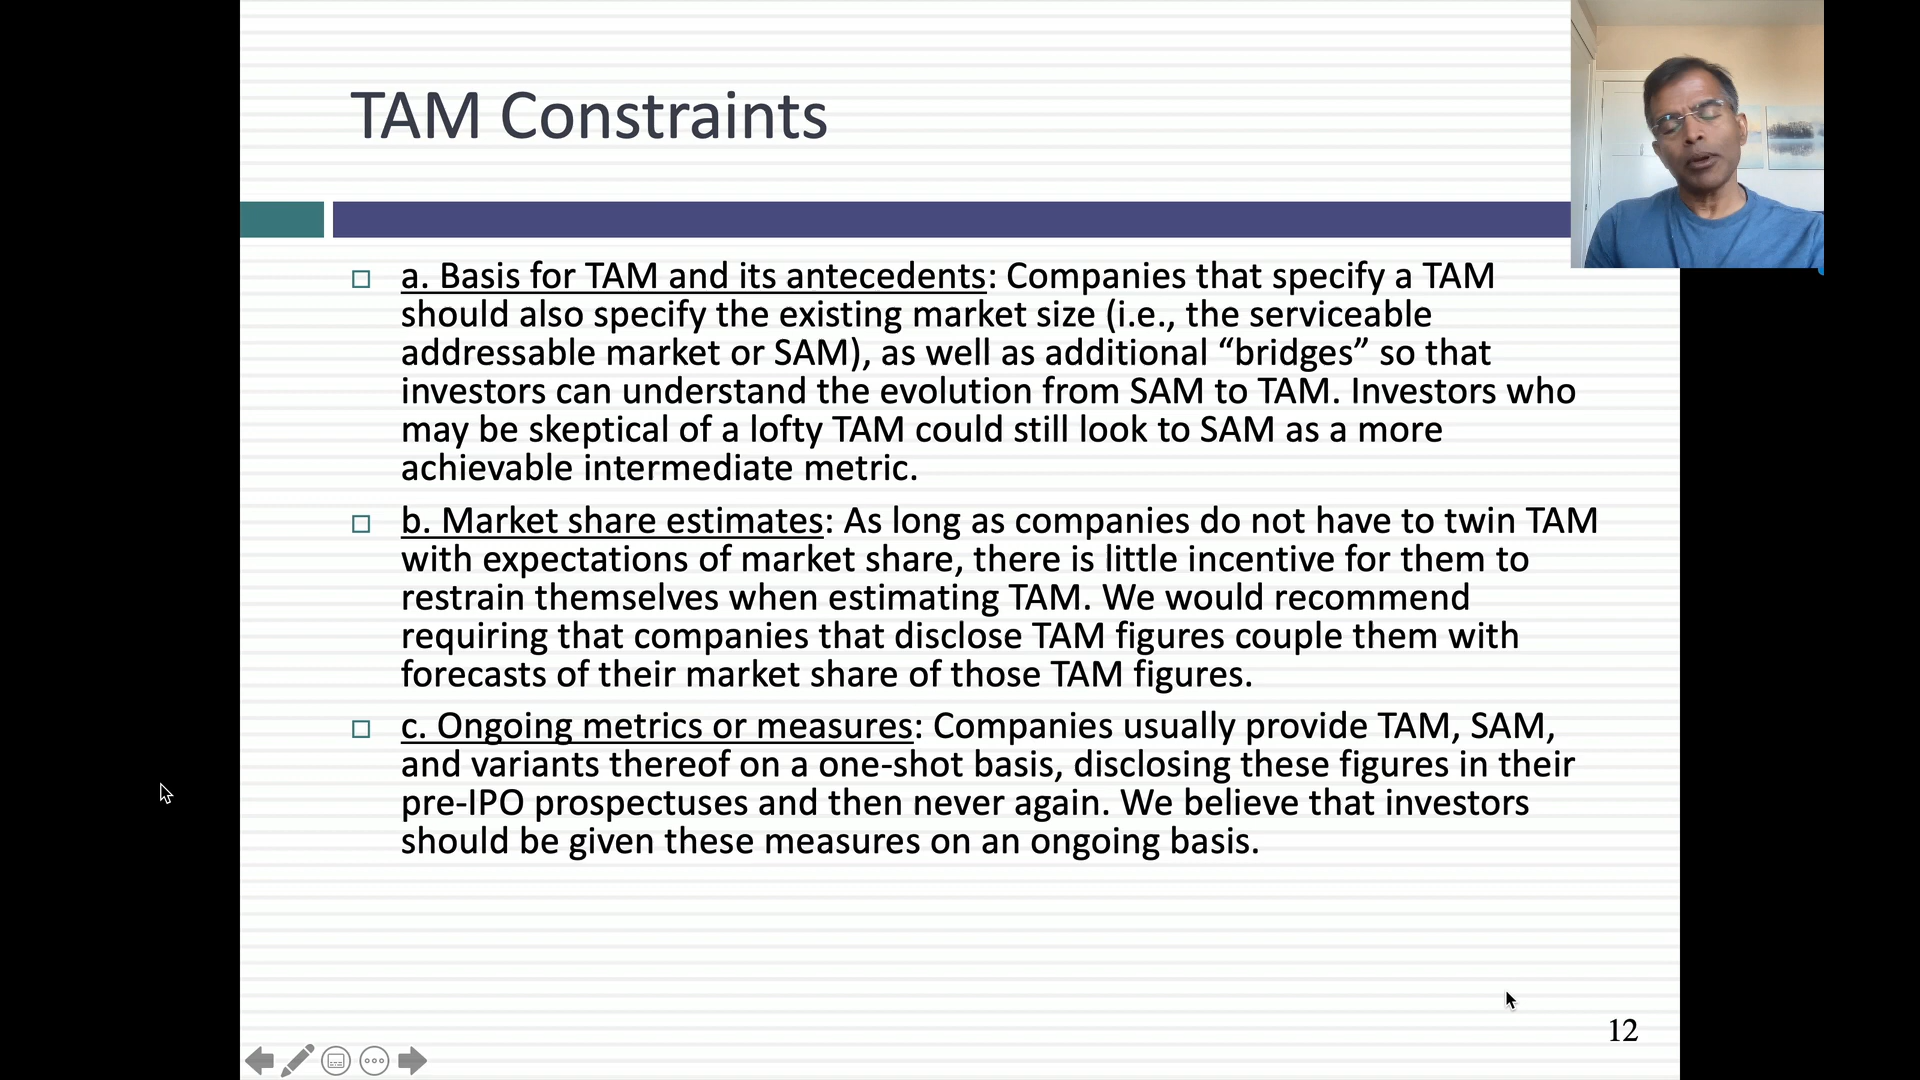 TAM Constraints
a. Basis for TAM and its antecedents: Companies that specify a TAM
should also specify the existing market size (i.e., the serviceable
addressable market or SAM), as well as additional “bridges” so that
investors can understand the evolution from SAM to TAM. Investors who
may be skeptical of a lofty TAM could still look to SAM as a more
achievable intermediate metric.
b. Market share estimates: As long as companies do not have to twin TAM
with expectations of market share, there is little incentive for them to
restrain themselves when estimating TAM. We would recommend
requiring that companies that disclose TAM figures couple them with
forecasts of their market share of those TAM figures.
c. Ongoing metrics or measures: Companies usually provide TAM, SAM,
and variants thereof on a one-shot basis, disclosing these figures in their
pre-IPO prospectuses and then never again. We believe that investors
should be given these measures on an ongoing basis.
12